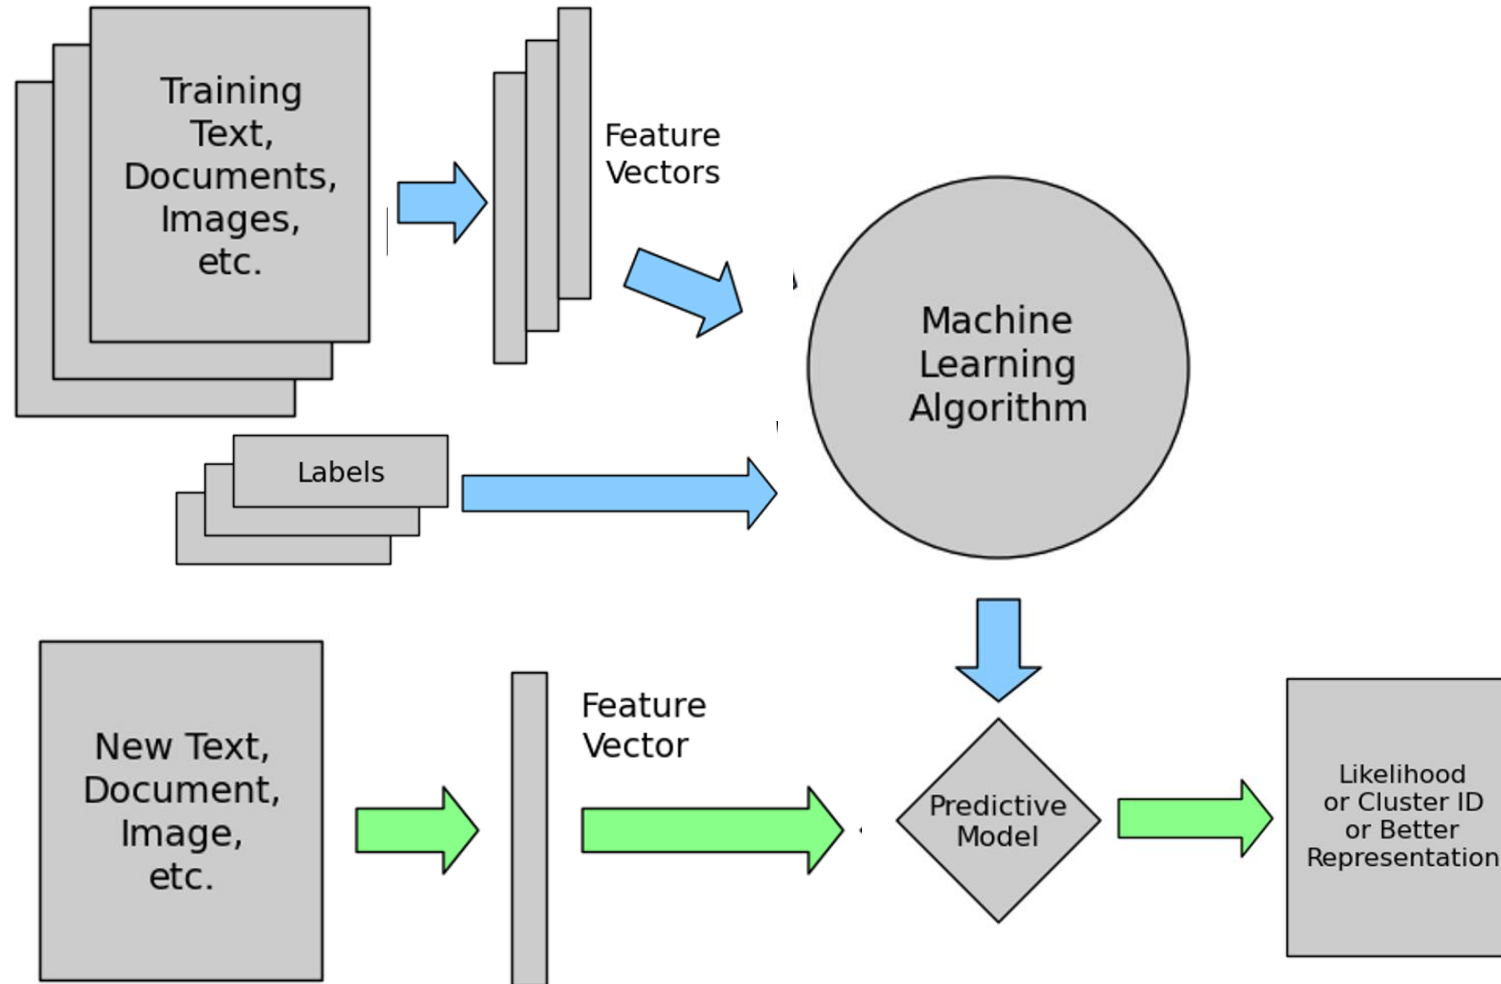 Training
Text,
Documents,
Images,
etc.
Feature
Vectors
Machine
Learning
Algorithm
Labels
New Text,
Document,
Image,
etc.
Feature
Vector
Predictive
Model
Likelihood
or Cluster ID
or Better
Representation